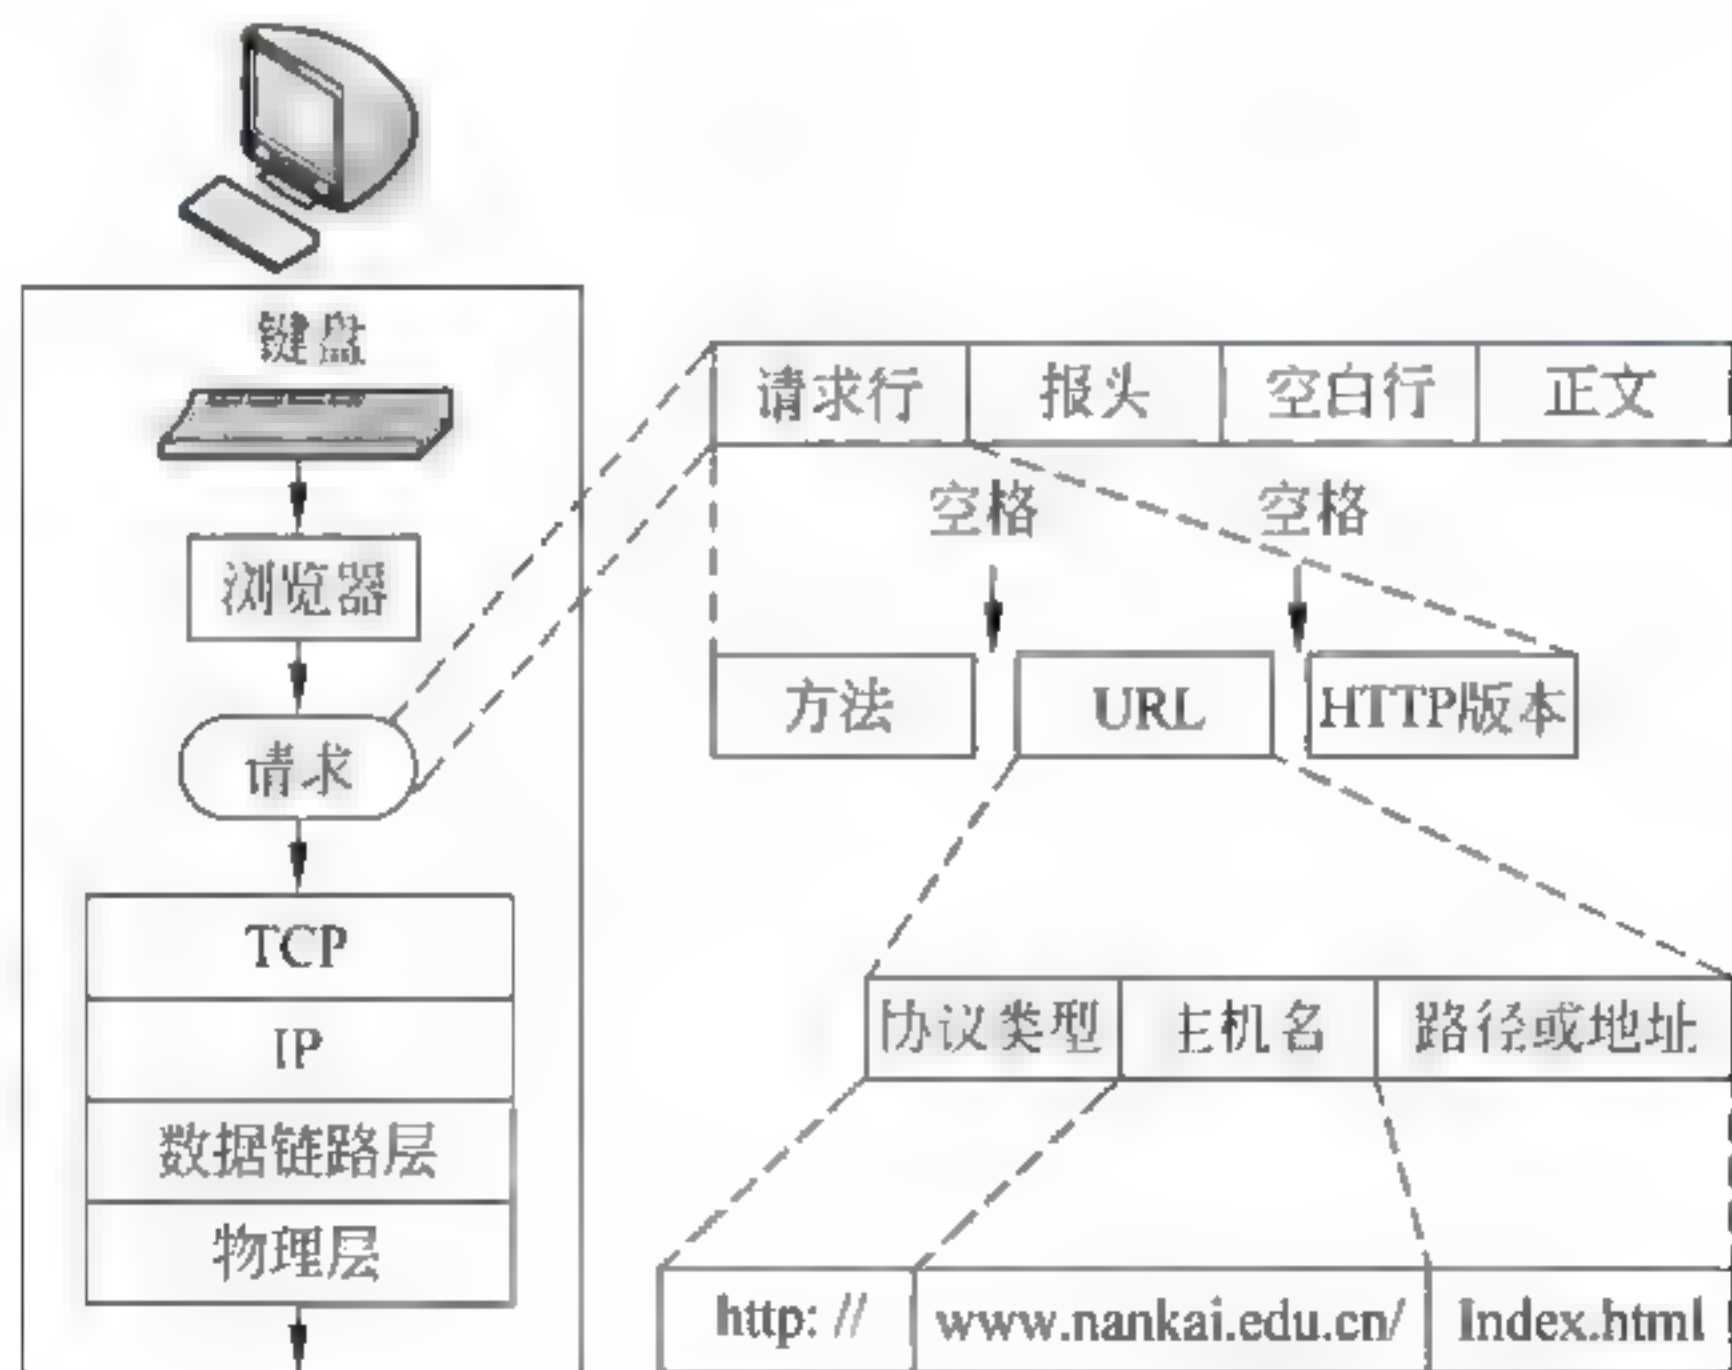 键盘
浏览器
请求
TCP
IP
数据链路层
物理层
请求行 报头 空白行 正文
空格 空格
方法 URL HTTP版本
协议类型 主机名 路径或地址
http: // www.nankai.edu.cn/ Index.html